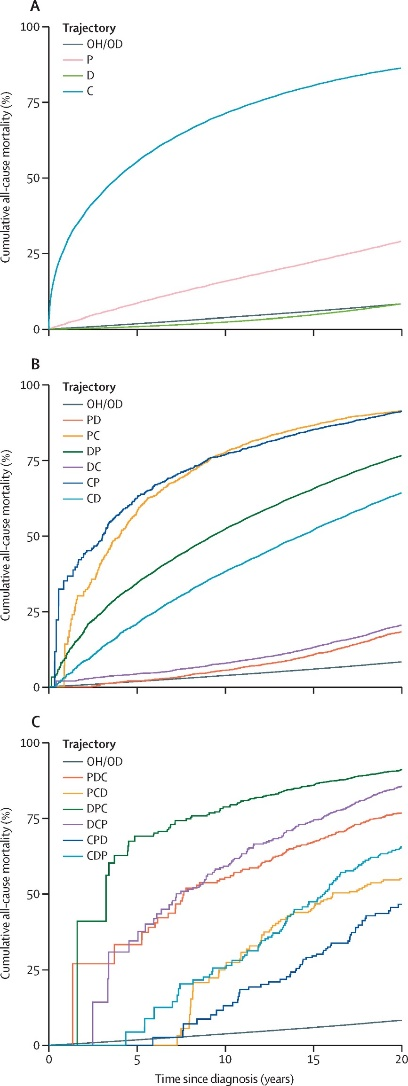 A
Trajectory
OH/OD
P
D
C
Cumulative all-cause mortality (%)
100
75
50
25
0
B
Trajectory
OH/OD
PD
PC
DP
DC
CP
CD
Cumulative all-cause mortality (%)
100
75
50
25
0
C
Trajectory
OH/OD
PDC
PCD
DPC
DCP
CPD
CDP
Cumulative all-cause mortality (%)
100
75
50
25
0
0 5 10 15 20
Time since diagnosis (years)